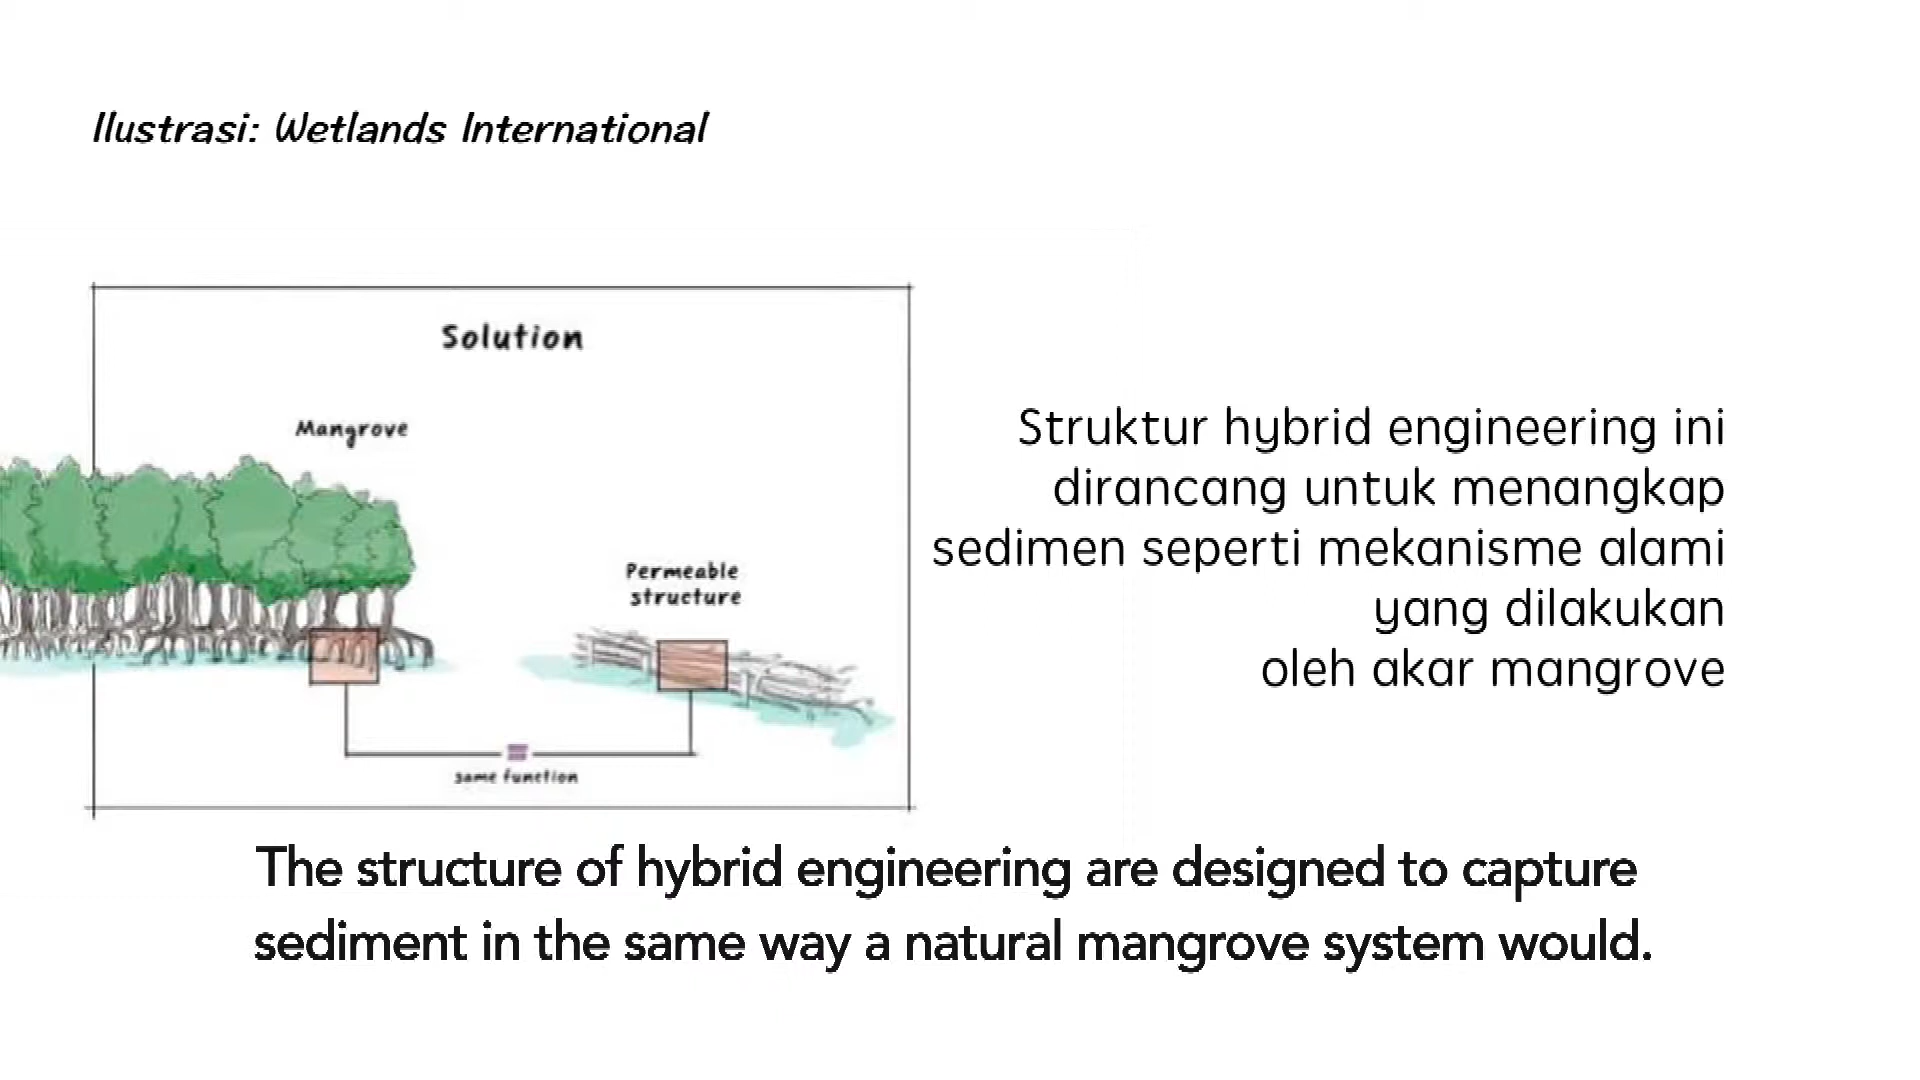 Ilustrasi: Wetlands International
Solution
Mangrove
Permeable
structure
same function
Struktur hybrid engineering ini
dirancang untuk menangkap
sedimen seperti mekanisme alami
yang dilakukan
oleh akar mangrove
The structure of hybrid engineering are designed to capture
sediment in the same way a natural mangrove system would.